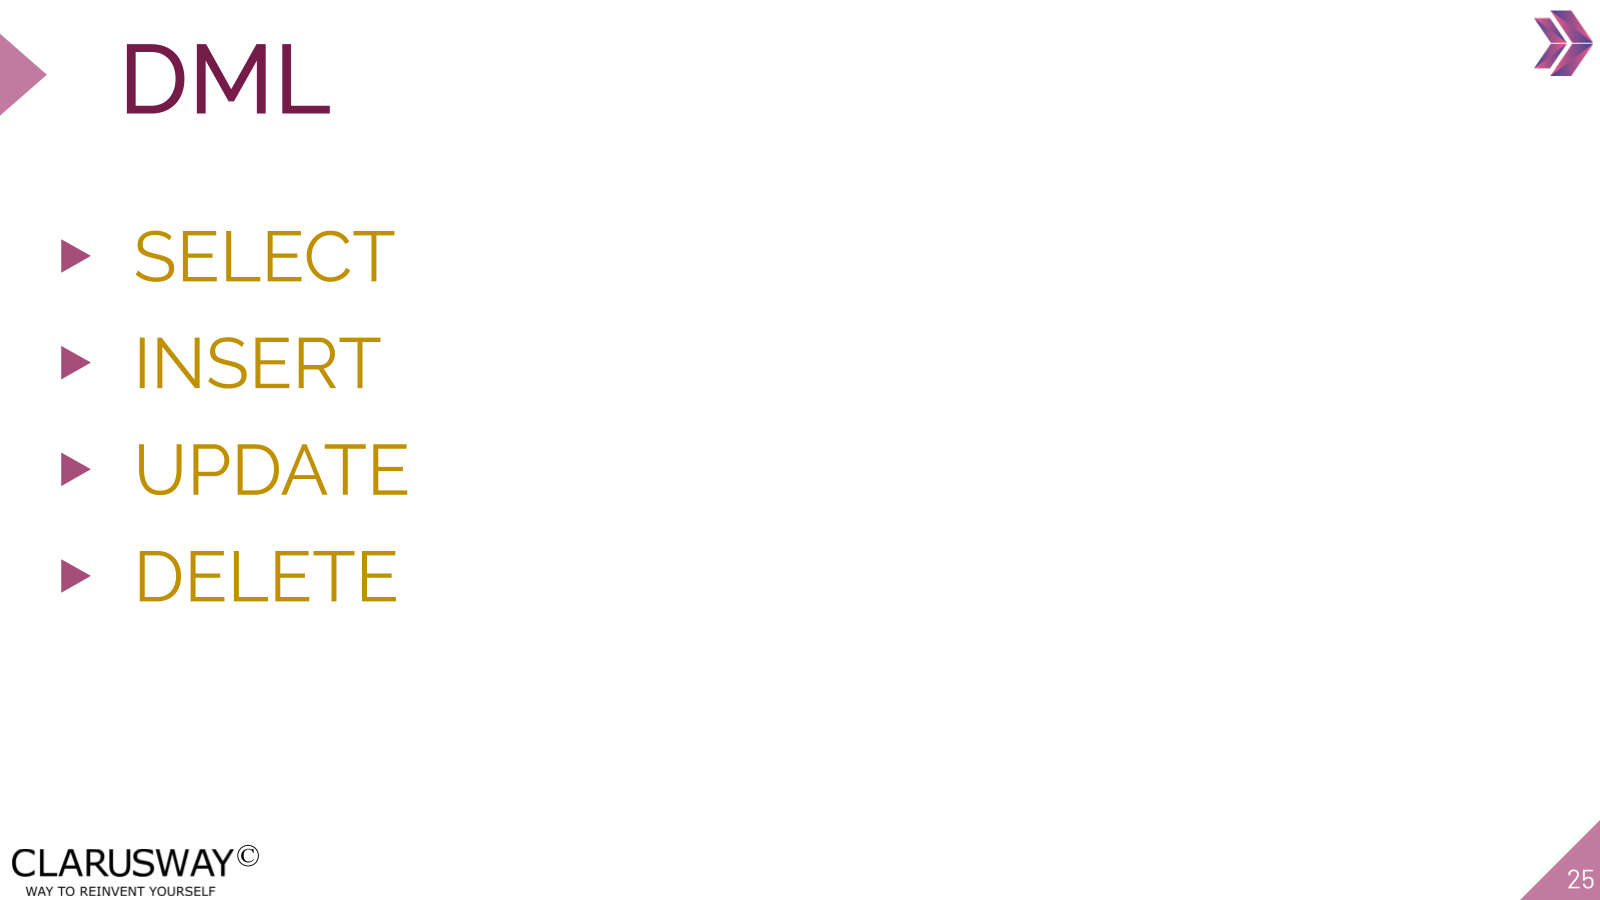 DML
SELECT
INSERT
UPDATE
DELETE
CLARUSWAY©
WAY TO REINVENT YOURSELF
25